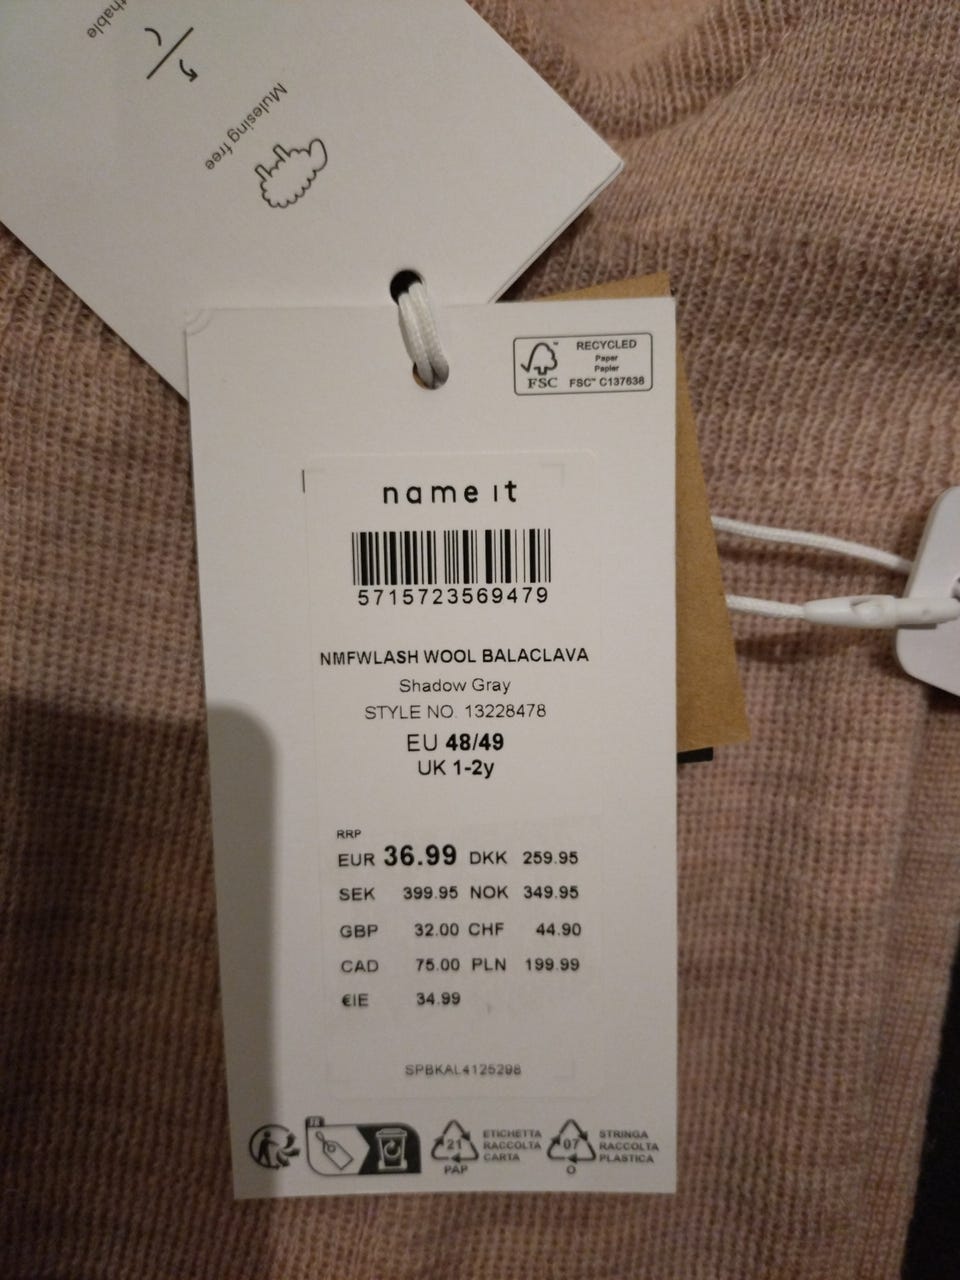 Mulesing free
RECYCLED
Paper
Papier
FSC™ C137638
FSC
name it
5715723569479
NMFWLASH WOOL BALACLAVA
Shadow Gray
STYLE NO. 13228478
EU 48/49
UK 1-2y
RRP
EUR 36.99 DKK 259.95
SEK 399.95 NOK 349.95
GBP 32.00 CHF 44.90
CAD 75.00 PLN 199.99
€IE 34.99
SPBKAL4125298
FR
21
PAP
ETICHETTA
RACCOLTA
CARTA
07
O
STRINGA
RACCOLTA
PLASTICA